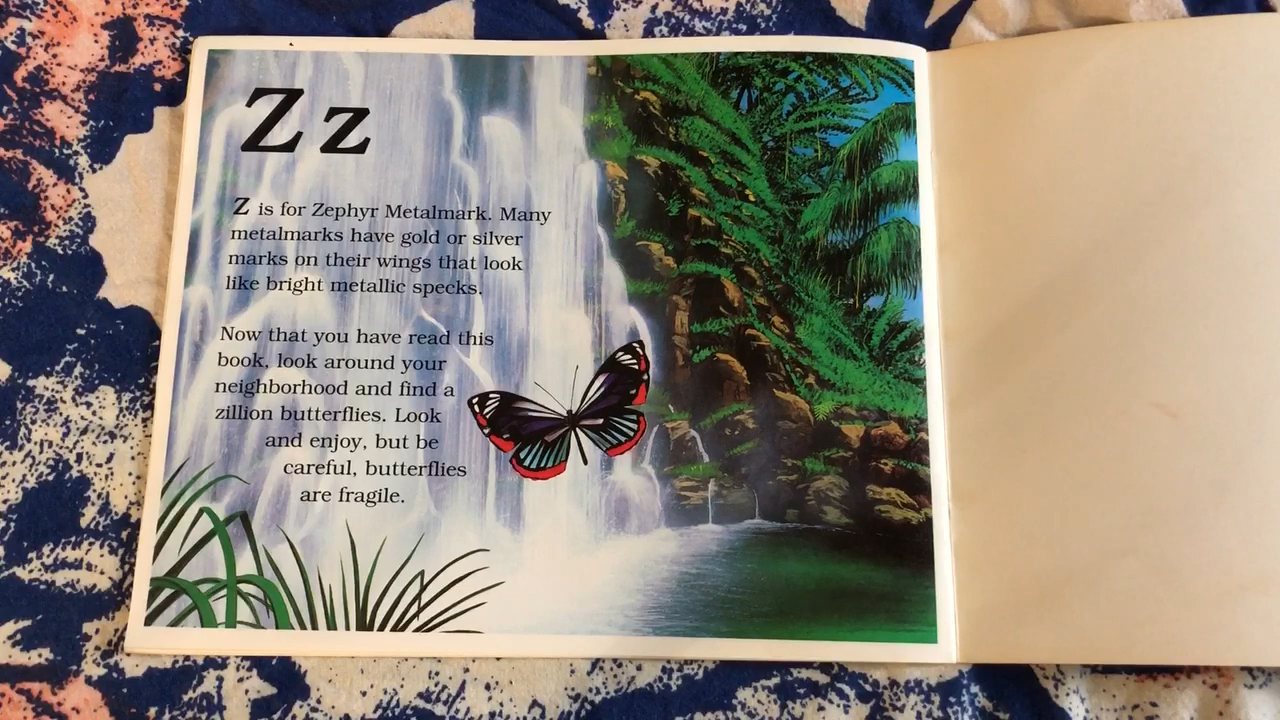 Z z
Z is for Zephyr Metalmark. Many
metalmarks have gold or silver
marks on their wings that look
like bright metallic specks.
Now that you have read this
book, look around your
neighborhood and find a
zillion butterflies. Look
and enjoy, but be
careful, butterflies
are fragile.